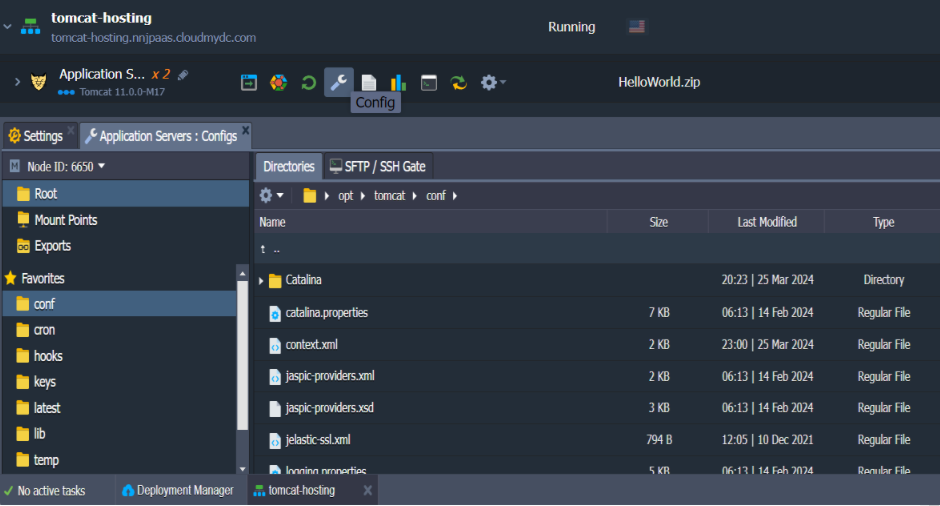 tomcat-hosting
tomcat-hosting.nnjpaas.cloudmydc.com
Running
Application S... x 2
Tomcat 11.0.0-M17
HelloWorld.zip
Config
Settings
Application Servers : Configs
Node ID: 6650
Root
Mount Points
Exports
Favorites
conf
cron
hooks
keys
latest
lib
temp
Directories
SFTP / SSH Gate
opt
tomcat
conf
Name Size Last Modified Type
..
Catalina 20:23 | 25 Mar 2024 Directory
catalina.properties 7 KB 06:13 | 14 Feb 2024 Regular File
context.xml 2 KB 23:00 | 25 Mar 2024 Regular File
jaspic-providers.xml 2 KB 06:13 | 14 Feb 2024 Regular File
jaspic-providers.xsd 3 KB 06:13 | 14 Feb 2024 Regular File
jelastic-ssl.xml 794 B 12:05 | 10 Dec 2021 Regular File
logging.properties 5 KB 06:13 | 14 Feb 2024 Regular File
No active tasks
Deployment Manager
tomcat-hosting